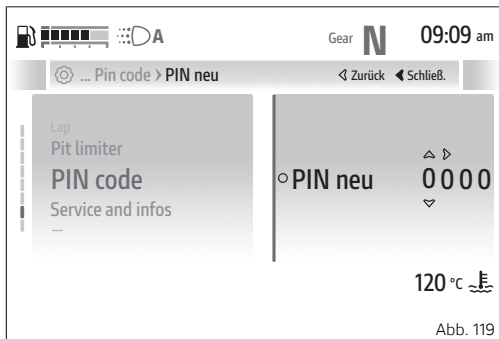 A Gear N 09:09 am
... Pin code > PIN neu Zurück Schließ.
Lap
Pit limiter
PIN code
Service and infos
PIN neu 0000
120 °C
Abb. 119